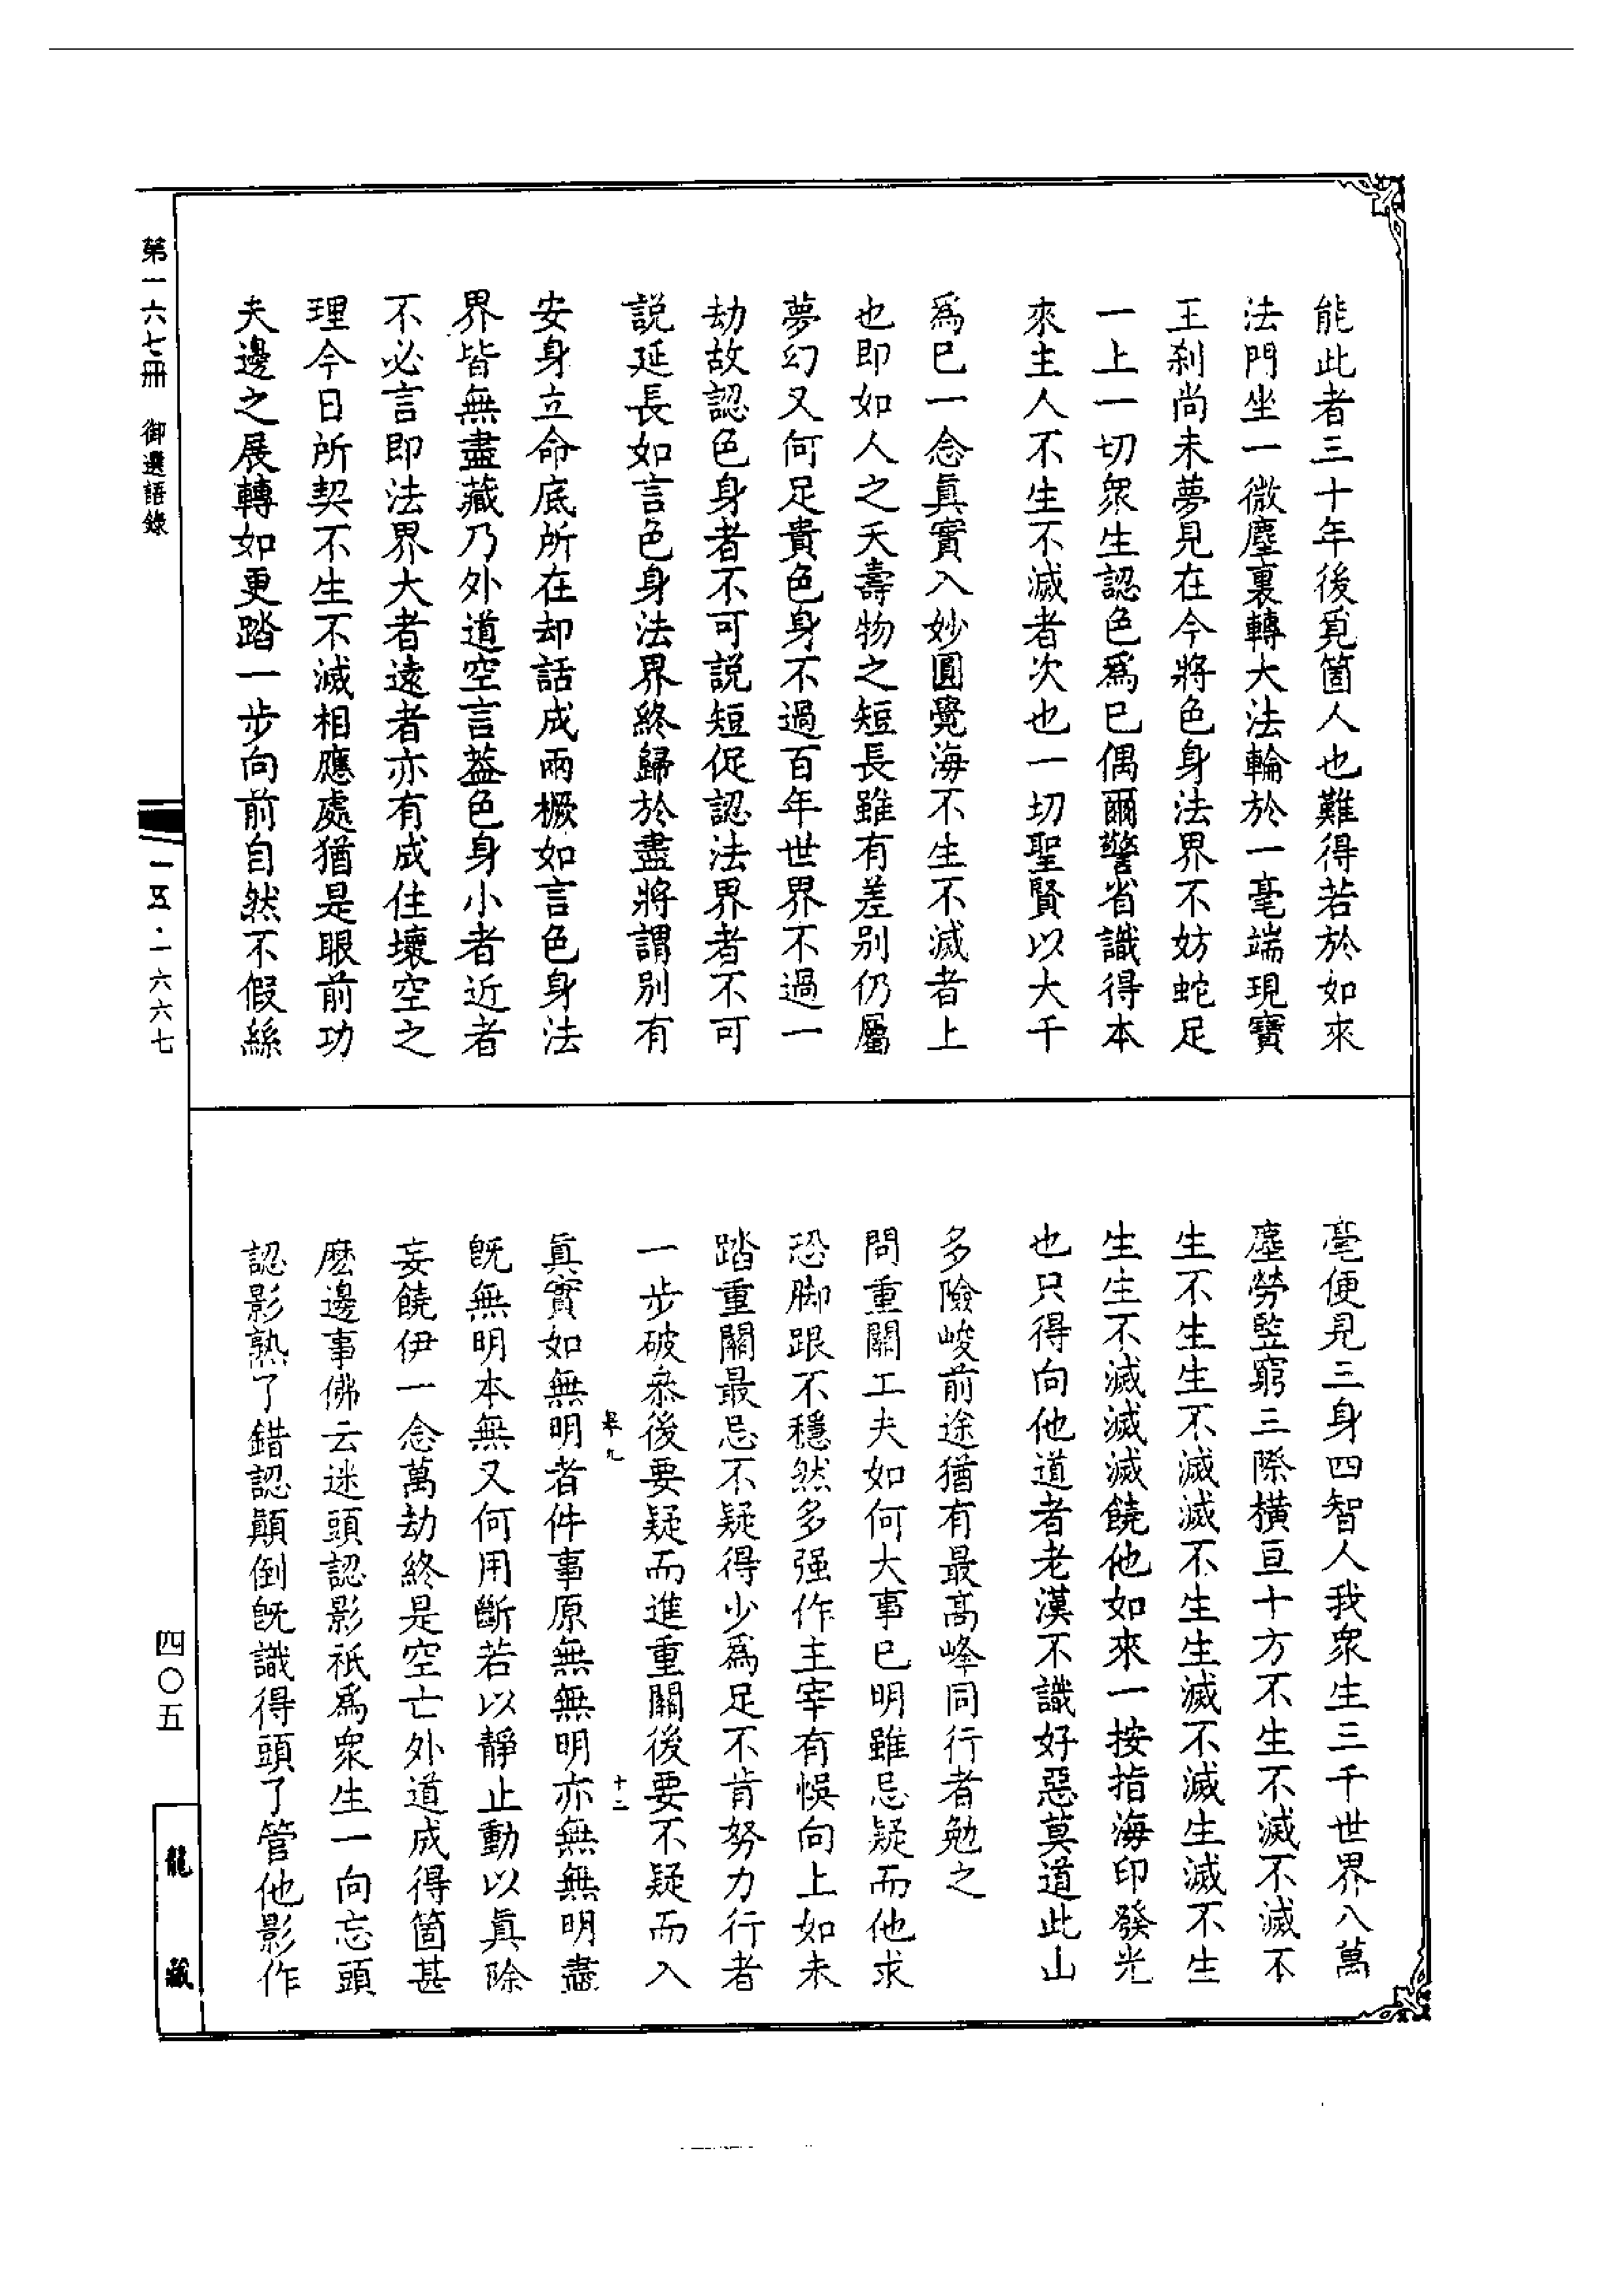 能此者三十年後覓箇人也難得若於如來
法門坐一微塵裏轉大法輪於一毫端現寶
王刹尚未夢見在今將色身法界不妨蛇足
一上一切衆生認色爲已偶爾警省識得本
來主人不生不滅者次也一切聖賢以大千
爲已一念眞實入妙圓覺海不生不滅者上
也即如人之夭壽物之短長雖有差别仍屬
夢幻又何足貴色身不過百年世界不過一
劫故認色身者不可説短促認法界者不可
説延長如言色身法界終歸於盡將謂别有
安身立命底所在却話成兩橛如言色身法
界皆無盡藏乃外道空言葢色身小者近者
不必言即法界大者遠者亦有成住壞空之
理今日所契不生不滅相應處猶是眼前功
夫邊之展轉如更踏一步向前自然不假絲
毫便見三身四智人我衆生三千世界八萬
塵勞竪窮三際橫亘十方不生不滅不滅不
生不生生不滅滅不生生滅不滅生滅不生
生生不滅滅滅饒他如來一按指海印發光
也只得向他道者老漢不識好惡莫道此山
多險峻前途猶有最高峰同行者勉之
問重關工夫如何大事已明雖忌疑而他求
恐脚跟不穩然多强作主宰有悞向上如未
踏重關最忌不疑得少爲足不肯努力行者
一步破叅後要疑而進重關後要不疑而入
眞實如無明者件事原無無明亦無無明盡
旣無明本無又何用斷若以靜止動以眞除
妄饒伊一念萬劫終是空亡外道成得箇甚
麽邊事佛云迷頭認影祇爲衆生一向忘頭
認影熟了錯認顛倒旣識得頭了管他影作
九
十二
第一六七冊　御選語錄
一五·一六六七
四〇五
龍藏